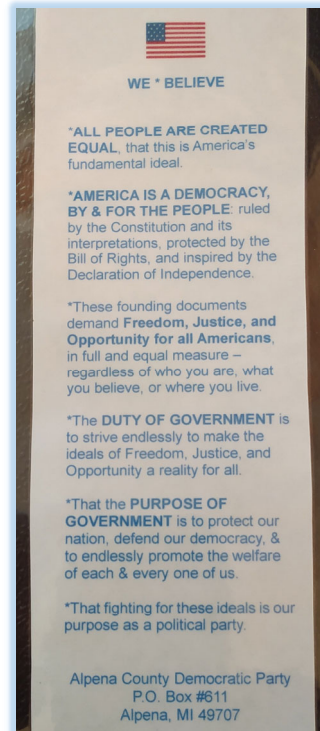 WE * BELIEVE
*ALL PEOPLE ARE CREATED
EQUAL, that this is America's
fundamental ideal.
*AMERICA IS A DEMOCRACY,
BY & FOR THE PEOPLE: ruled
by the Constitution and its
interpretations, protected by the
Bill of Rights, and inspired by the
Declaration of Independence.
*These founding documents
demand Freedom, Justice, and
Opportunity for all Americans,
in full and equal measure –
regardless of who you are, what
you believe, or where you live.
*The DUTY OF GOVERNMENT is
to strive endlessly to make the
ideals of Freedom, Justice, and
Opportunity a reality for all.
*That the PURPOSE OF
GOVERNMENT is to protect our
nation, defend our democracy, &
to endlessly promote the welfare
of each & every one of us.
*That fighting for these ideals is our
purpose as a political party.
Alpena County Democratic Party
P.O. Box #611
Alpena, MI 49707